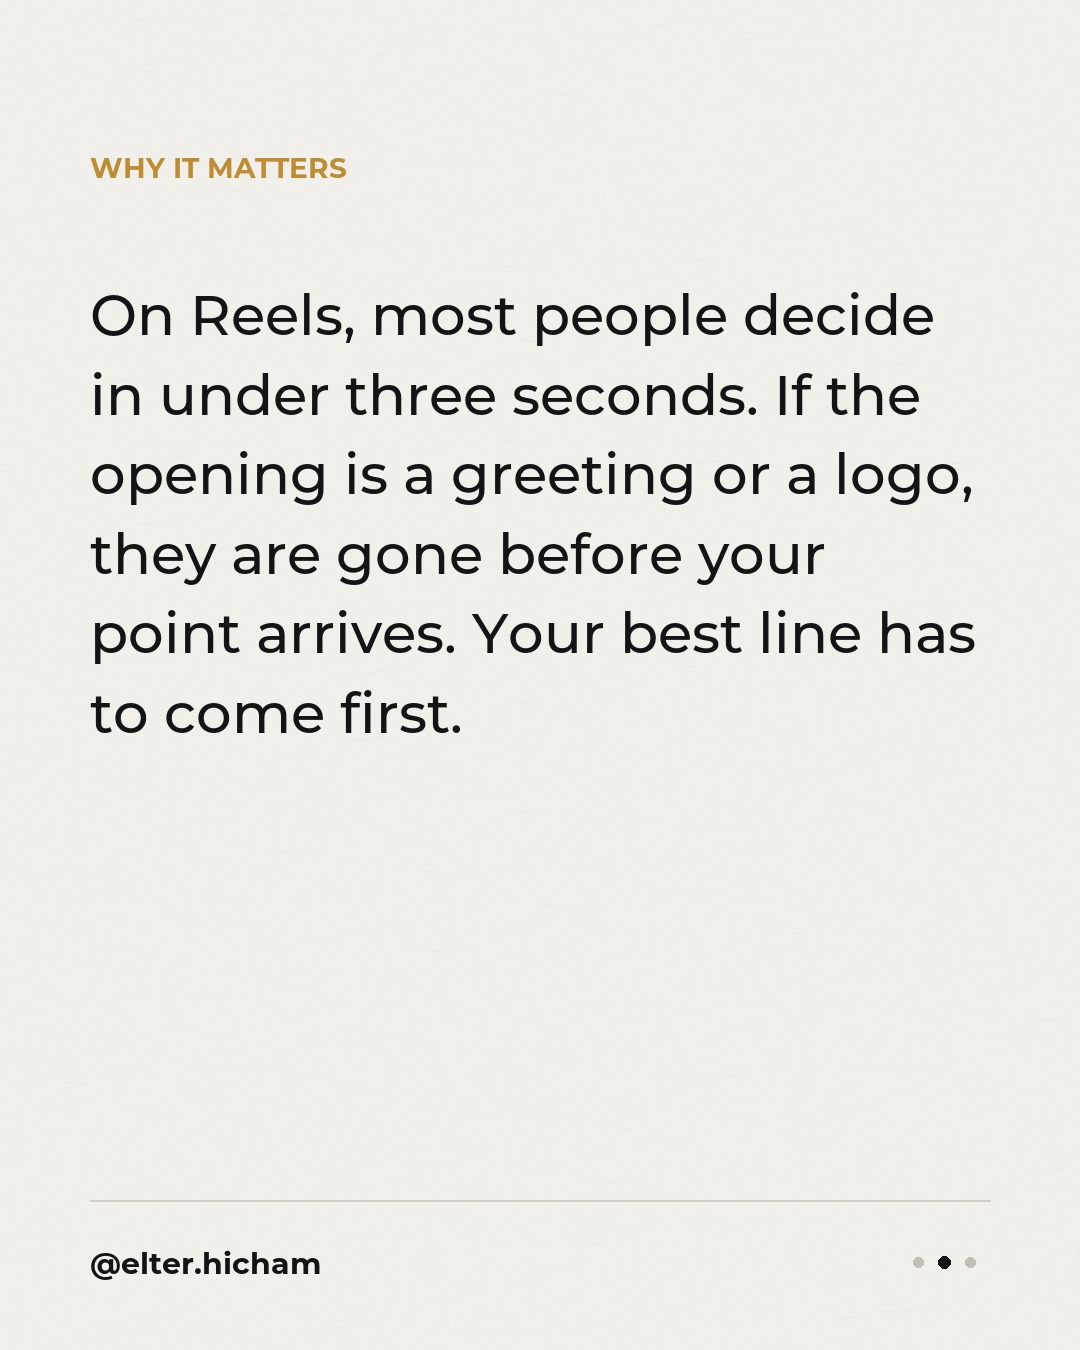 WHY IT MATTERS
On Reels, most people decide
in under three seconds. If the
opening is a greeting or a logo,
they are gone before your
point arrives. Your best line has
to come first.
@elter.hicham